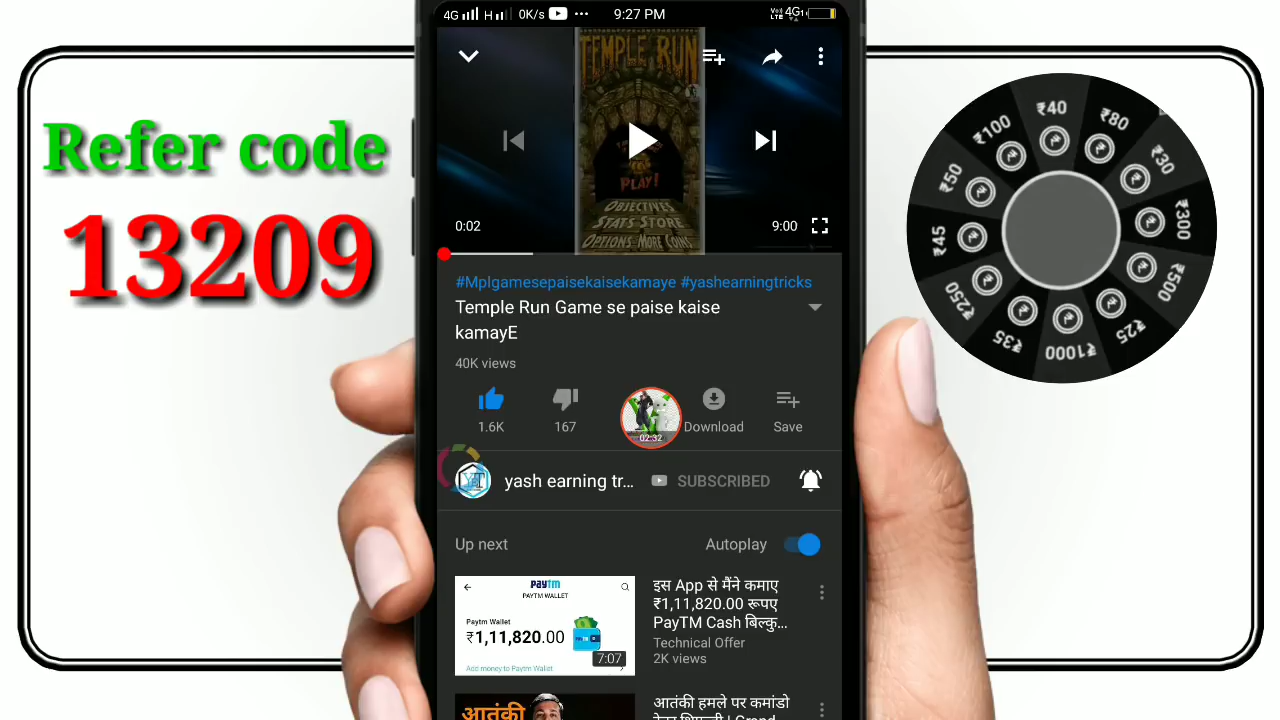 Refer code
13209
4G H 0K/s 9:27 PM VoLTE 4G1
TEMPLE RUN
PLAY!
OBJECTIVES
STATS STORE
OPTIONS MORE COINS
0:02
9:00
#Mplgamesepaisekaisekamaye #yashearningtricks
Temple Run Game se paise kaise
kamayE
40K views
1.6K 167 02:32 Download Save
yash earning tr... SUBSCRIBED
Up next Autoplay
paytm
PAYTM WALLET
Paytm Wallet
₹1,11,820.00
Add money to Paytm Wallet
7:07
इस App से मैंने कमाए
₹1,11,820.00 रूपए
PayTM Cash बिल्कु...
Technical Offer
2K views
आतंकी
आतंकी हमले पर कमांडो
₹40
₹80
₹30
₹300
₹500
₹25
₹1000
₹35
₹250
₹45
₹50
₹100